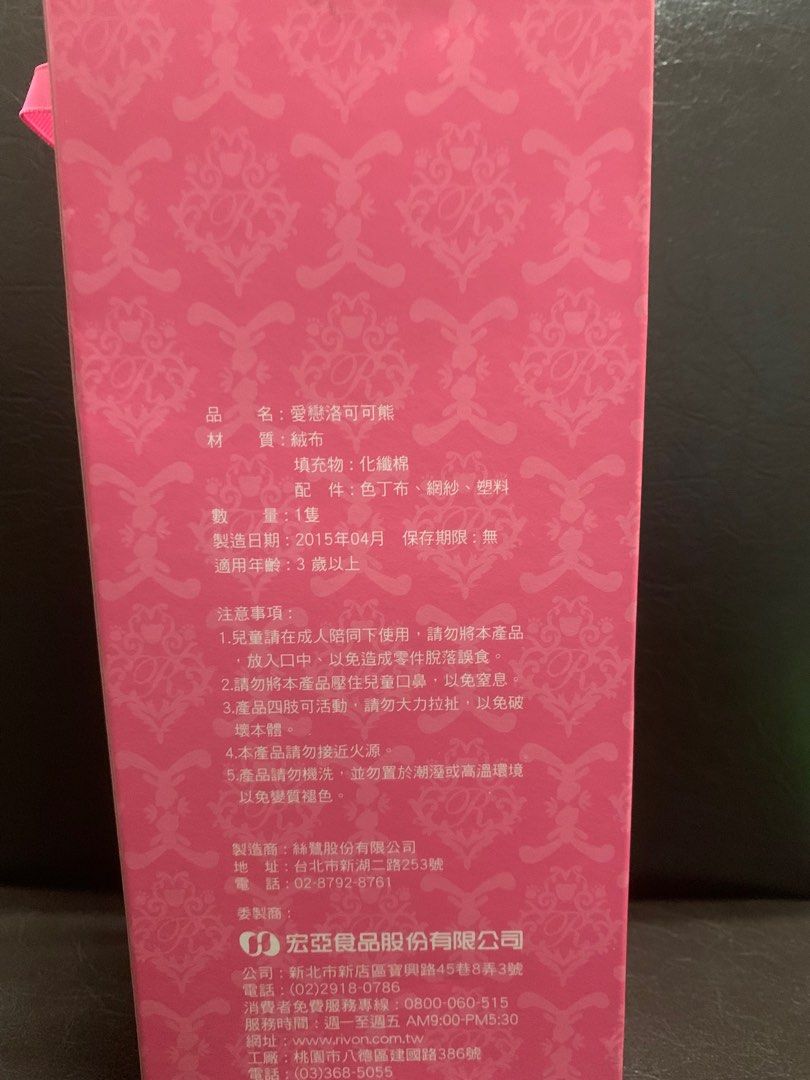 品　　名：愛戀洛可可熊
材　　質：絨布
填充物：化纖棉
配　件：色丁布、網紗、塑料
數　　量：1隻
製造日期：2015年04月　保存期限：無
適用年齡：3 歲以上
注意事項：
1.兒童請在成人陪同下使用，請勿將本產品
，放入口中、以免造成零件脫落誤食。
2.請勿將本產品壓住兒童口鼻，以免窒息。
3.產品四肢可活動，請勿大力拉扯，以免破
壞本體。
4.本產品請勿接近火源。
5.產品請勿機洗，並勿置於潮溼或高溫環境
以免變質褪色。
製造商：絲鷺股份有限公司
地　址：台北市新湖二路253號
電　話：02-8792-8761
委製商：
宏亞食品股份有限公司
公司：新北市新店區寶興路45巷8弄3號
電話：(02)2918-0786
消費者免費服務專線：0800-060-515
服務時間：週一至週五 AM9:00-PM5:30
網址：www.rivon.com.tw
工廠：桃園市八德區建國路386號
電話：(03)368-5055